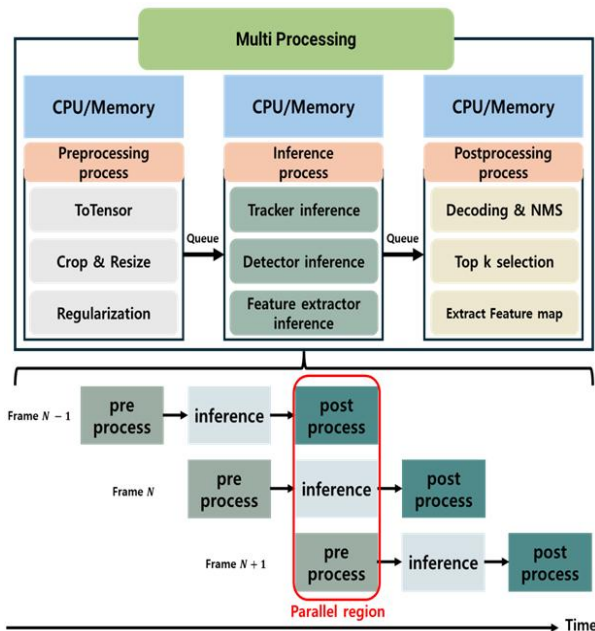 Multi Processing
CPU/Memory
CPU/Memory
CPU/Memory
Preprocessing
process
Inference
process
Postprocessing
process
ToTensor
Crop & Resize
Regularization
Queue
Tracker inference
Detector inference
Feature extractor
inference
Queue
Decoding & NMS
Top k selection
Extract Feature map
Frame N − 1
pre
process
inference
post
process
Frame N
pre
process
inference
post
process
Frame N + 1
pre
process
inference
post
process
Parallel region
Time